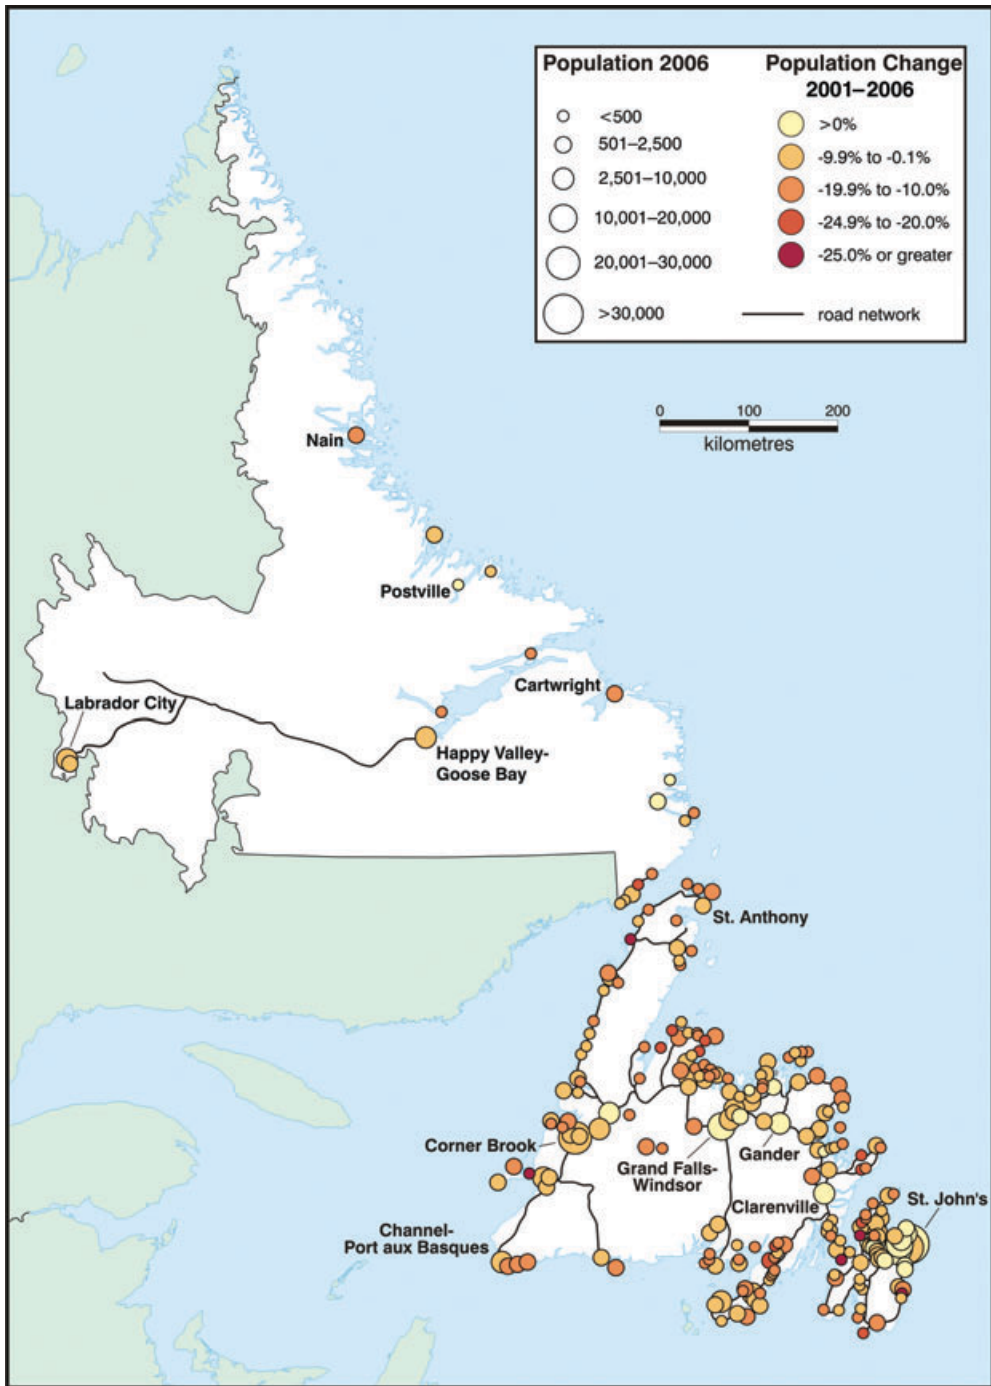 Population 2006
<500
501–2,500
2,501–10,000
10,001–20,000
20,001–30,000
>30,000
Population Change
2001–2006
>0%
-9.9% to -0.1%
-19.9% to -10.0%
-24.9% to -20.0%
-25.0% or greater
road network
0 100 200
kilometres
Nain
Postville
Cartwright
Labrador City
Happy Valley-
Goose Bay
St. Anthony
Corner Brook
Grand Falls-
Windsor
Gander
Clarenville
St. John's
Channel-
Port aux Basques